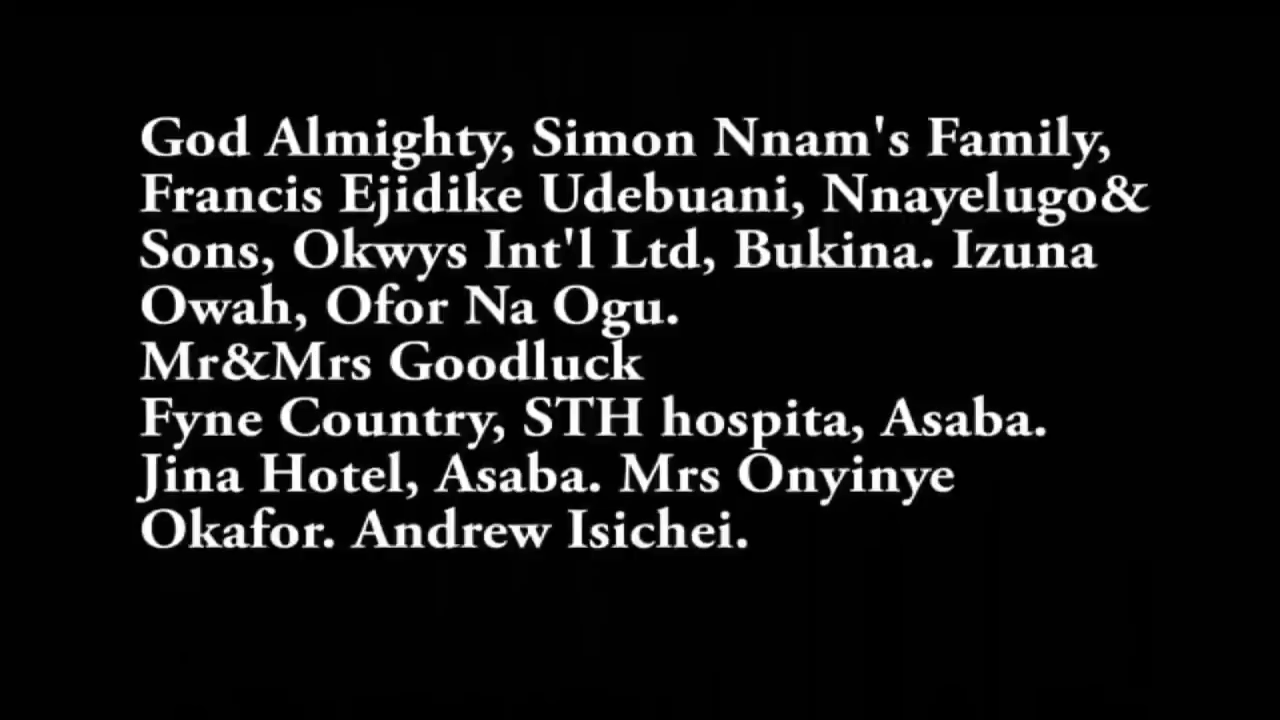 God Almighty, Simon Nnam's Family,
Francis Ejidike Udebuani, Nnayelugo&
Sons, Okwys Int'l Ltd, Bukina. Izuna
Owah, Ofor Na Ogu.
Mr&Mrs Goodluck
Fyne Country, STH hospita, Asaba.
Jina Hotel, Asaba. Mrs Onyinye
Okafor. Andrew Isichei.